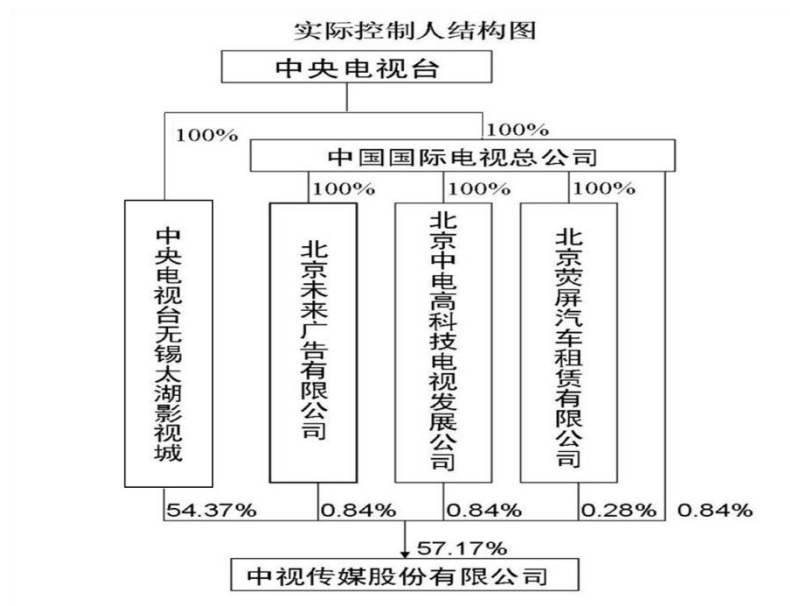 实际控制人结构图
中央电视台
100%
100%
中国国际电视总公司
100%
100%
100%
中央电视台无锡太湖影视城
北京未来广告有限公司
北京中电高科技电视发展公司
北京荧屏汽车租赁有限公司
54.37%
0.84%
0.84%
0.28%
0.84%
57.17%
中视传媒股份有限公司